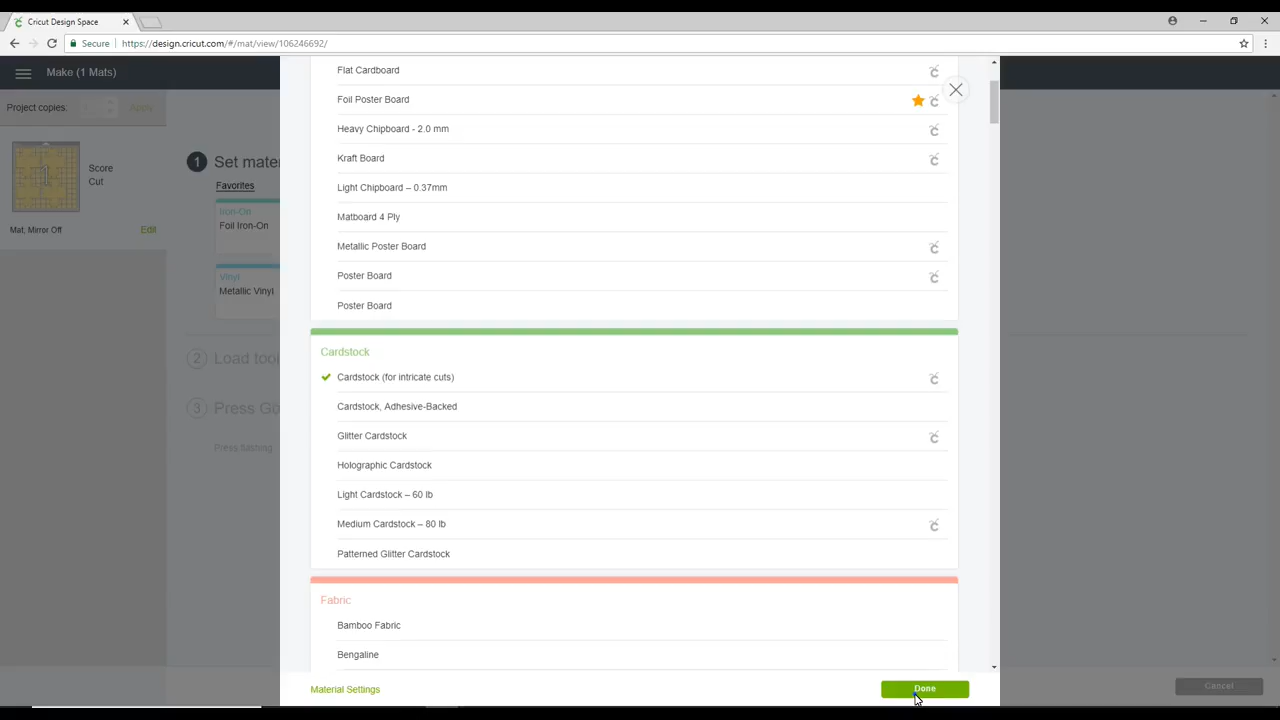 Cricut Design Space
Secure
https://design.cricut.com/#/mat/view/106246692/
Make (1 Mats)
Project copies:
Apply
Score
Cut
Mat, Mirror Off
Edit
1
Set mate
Favorites
Iron-On
Foil Iron-On
Vinyl
Metallic Vinyl
2
Load tool
3
Press Go
Press flashing
Flat Cardboard
Foil Poster Board
Heavy Chipboard - 2.0 mm
Kraft Board
Light Chipboard – 0.37mm
Matboard 4 Ply
Metallic Poster Board
Poster Board
Poster Board
Cardstock
Cardstock (for intricate cuts)
Cardstock, Adhesive-Backed
Glitter Cardstock
Holographic Cardstock
Light Cardstock – 60 lb
Medium Cardstock – 80 lb
Patterned Glitter Cardstock
Fabric
Bamboo Fabric
Bengaline
Material Settings
Done
Cancel